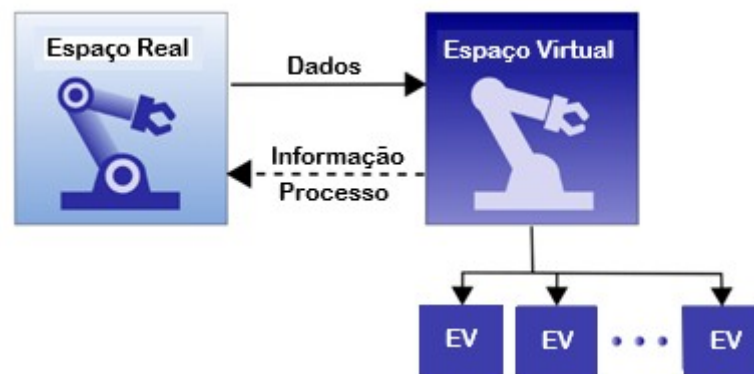 Espaço Real
Dados
Espaço Virtual
Informação
Processo
EV
EV
EV